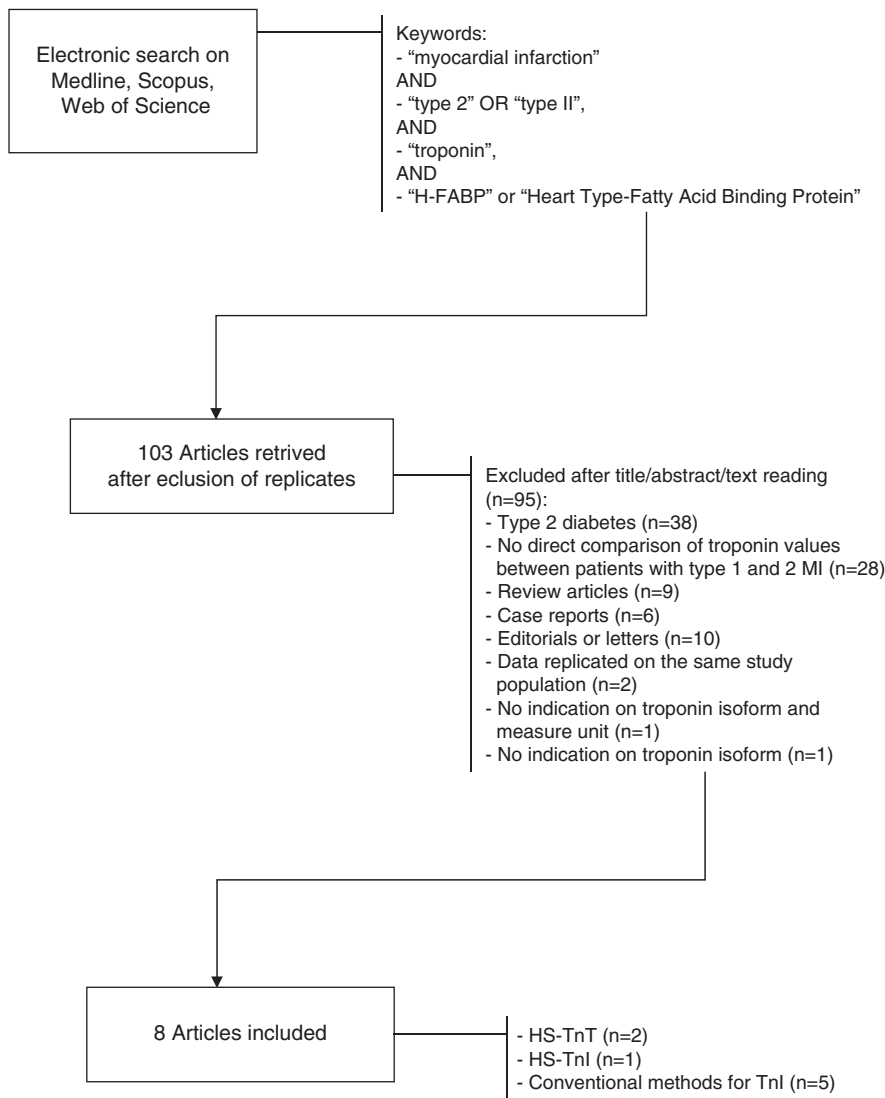 Electronic search on
Medline, Scopus,
Web of Science
Keywords:
- “myocardial infarction”
AND
- “type 2” OR “type II”,
AND
- “troponin”,
AND
- “H-FABP” or “Heart Type-Fatty Acid Binding Protein”
103 Articles retrived
after eclusion of replicates
Excluded after title/abstract/text reading
(n=95):
- Type 2 diabetes (n=38)
- No direct comparison of troponin values
between patients with type 1 and 2 MI (n=28)
- Review articles (n=9)
- Case reports (n=6)
- Editorials or letters (n=10)
- Data replicated on the same study
population (n=2)
- No indication on troponin isoform and
measure unit (n=1)
- No indication on troponin isoform (n=1)
8 Articles included
- HS-TnT (n=2)
- HS-TnI (n=1)
- Conventional methods for TnI (n=5)